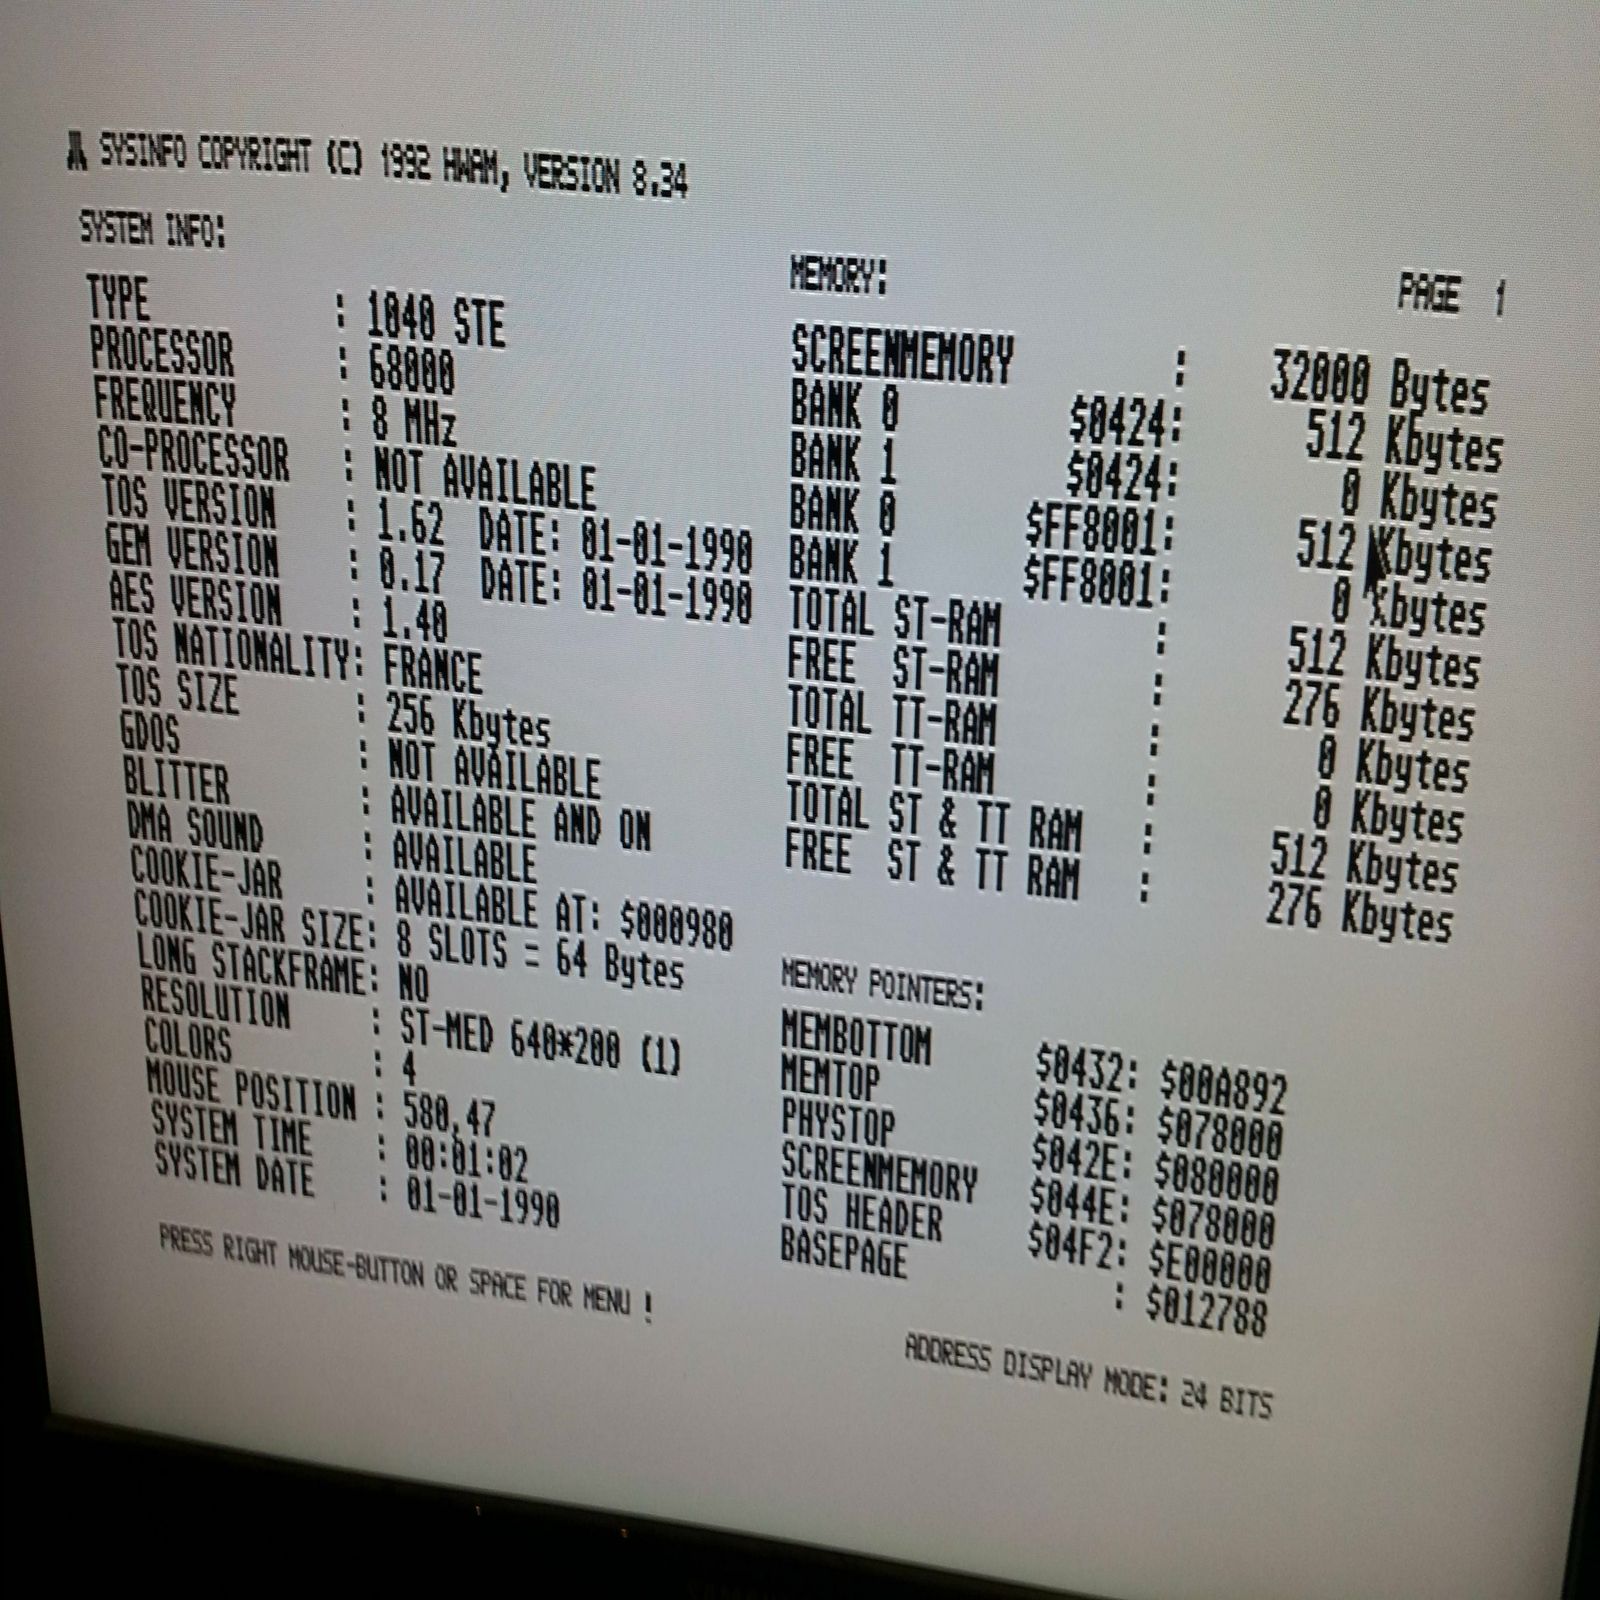 SYSINFO COPYRIGHT (C) 1992 HWAM, VERSION 8.34
SYSTEM INFO:
TYPE : 1040 STE
PROCESSOR : 68000
FREQUENCY : 8 MHz
CO-PROCESSOR : NOT AVAILABLE
TOS VERSION : 1.62 DATE: 01-01-1990
GEM VERSION : 0.17 DATE: 01-01-1990
AES VERSION : 1.40
TOS NATIONALITY: FRANCE
TOS SIZE : 256 Kbytes
GDOS : NOT AVAILABLE
BLITTER : AVAILABLE AND ON
DMA SOUND : AVAILABLE
COOKIE-JAR : AVAILABLE AT: $000980
COOKIE-JAR SIZE: 8 SLOTS = 64 Bytes
LONG STACKFRAME: NO
RESOLUTION : ST-MED 640*200 (1)
COLORS : 4
MOUSE POSITION : 580,47
SYSTEM TIME : 00:01:02
SYSTEM DATE : 01-01-1990
PRESS RIGHT MOUSE-BUTTON OR SPACE FOR MENU !
MEMORY: PAGE 1
SCREENMEMORY : 32000 Bytes
BANK 0 $0424: 512 Kbytes
BANK 1 $0424: 0 Kbytes
BANK 0 $FF8001: 512 Kbytes
BANK 1 $FF8001: 0 Kbytes
TOTAL ST-RAM : 512 Kbytes
FREE ST-RAM : 276 Kbytes
TOTAL TT-RAM : 0 Kbytes
FREE TT-RAM : 0 Kbytes
TOTAL ST & TT RAM : 512 Kbytes
FREE ST & TT RAM : 276 Kbytes
MEMORY POINTERS:
MEMBOTTOM $0432: $00A892
MEMTOP $0436: $078000
PHYSTOP $042E: $080000
SCREENMEMORY $044E: $078000
TOS HEADER $04F2: $E00000
BASEPAGE : $012788
ADDRESS DISPLAY MODE: 24 BITS